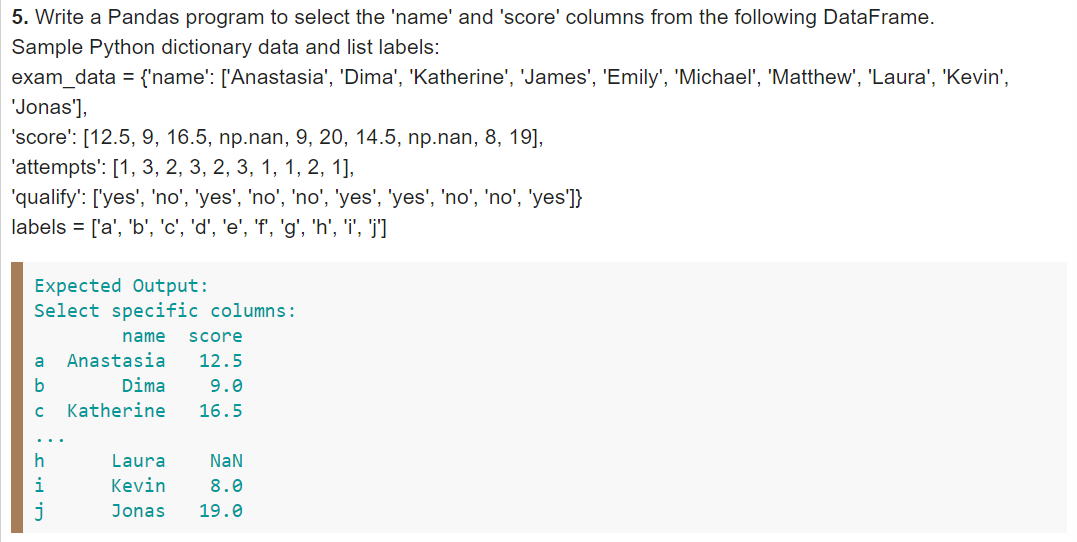 5. Write a Pandas program to select the 'name' and 'score' columns from the following DataFrame.
Sample Python dictionary data and list labels:
exam_data = {'name': ['Anastasia', 'Dima', 'Katherine', 'James', 'Emily', 'Michael', 'Matthew', 'Laura', 'Kevin',
'Jonas'],
'score': [12.5, 9, 16.5, np.nan, 9, 20, 14.5, np.nan, 8, 19],
'attempts': [1, 3, 2, 3, 2, 3, 1, 1, 2, 1],
'qualify': ['yes', 'no', 'yes', 'no', 'no', 'yes', 'yes', 'no', 'no', 'yes']}
labels = ['a', 'b', 'c', 'd', 'e', 'f', 'g', 'h', 'i', 'j']
Expected Output:
Select specific columns:
name score
a Anastasia 12.5
b Dima 9.0
c Katherine 16.5
...
h Laura NaN
i Kevin 8.0
j Jonas 19.0